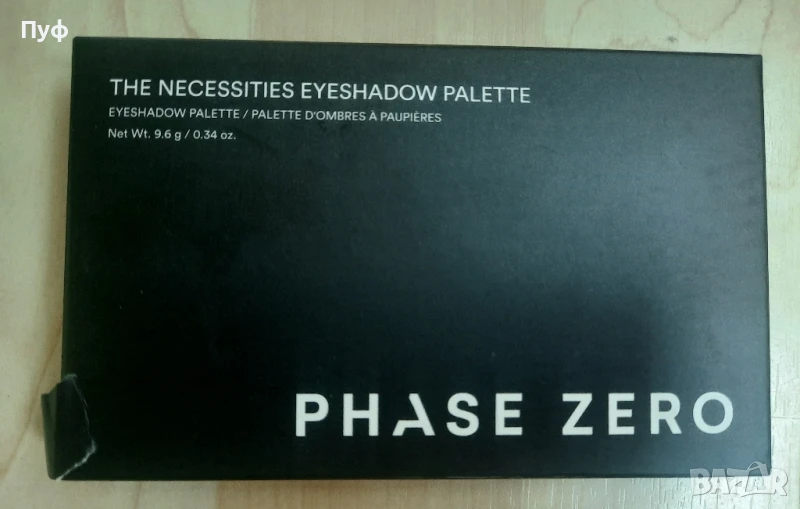 Пуф
THE NECESSITIES EYESHADOW PALETTE
EYESHADOW PALETTE / PALETTE D'OMBRES À PAUPIÈRES
Net Wt. 9.6 g / 0.34 oz.
PHASE ZERO
BAZAR